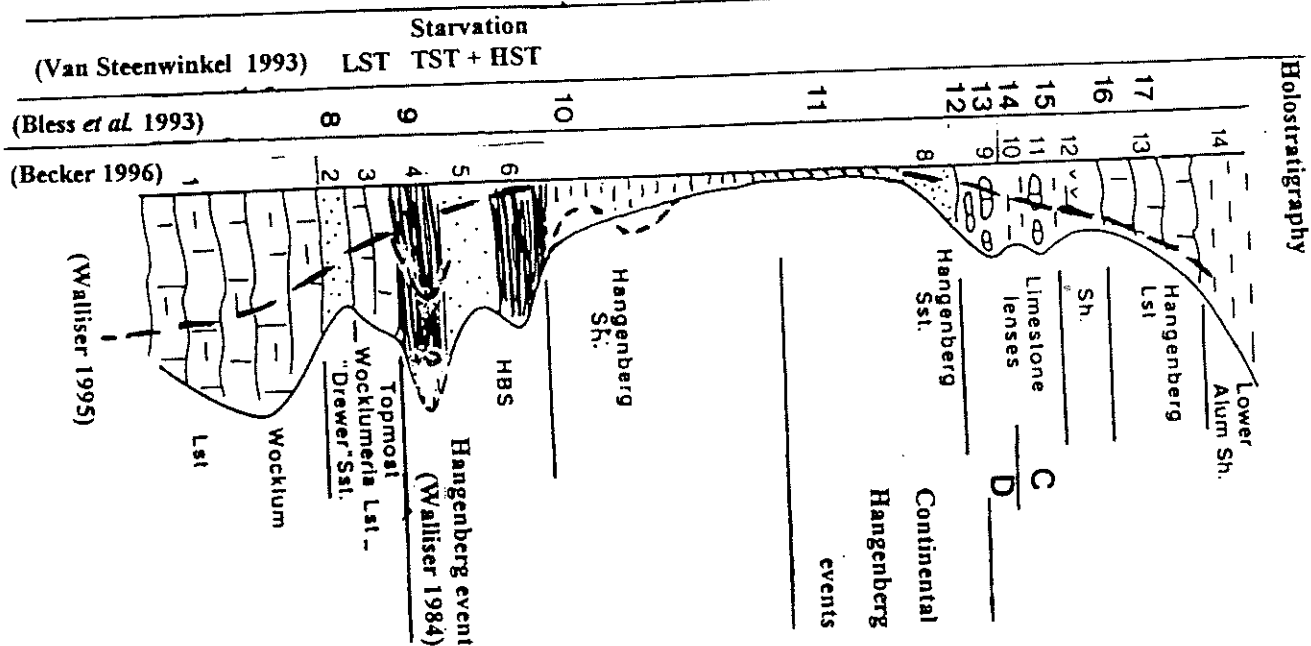 Starvation
(Van Steenwinkel 1993) LST TST + HST
Holostratigraphy
(Bless et al. 1993) 8 9 10 11 12 13 14 15 16 17
(Becker 1996) 1 2 3 4 5 6 8 9 10 11 12 13 14
(Walliser 1995)
Lst
Wocklum
"Drewer" Sst.
Wocklumeria Lst –
Topmost
Hangenberg event
(Walliser 1984)
HBS
Hangenberg
Sh.
Hangenberg
Sst.
Limestone
lenses
Sh.
Hangenberg
Lst
Lower
Alum Sh.
D
C
Continental
Hangenberg
events